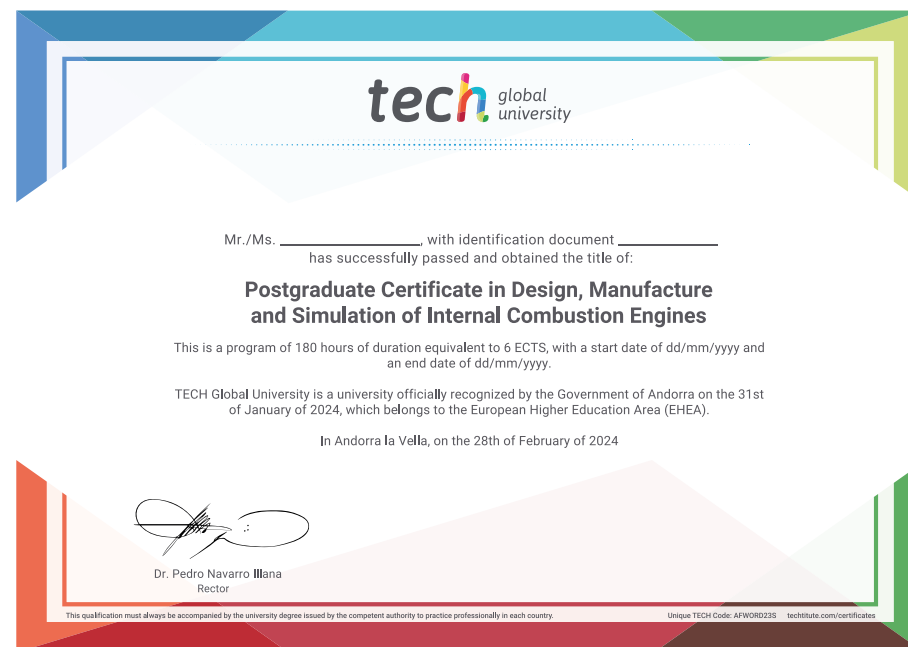 tech global university
Mr./Ms. ____________, with identification document ____________
has successfully passed and obtained the title of:
Postgraduate Certificate in Design, Manufacture
and Simulation of Internal Combustion Engines
This is a program of 180 hours of duration equivalent to 6 ECTS, with a start date of dd/mm/yyyy and
an end date of dd/mm/yyyy.
TECH Global University is a university officially recognized by the Government of Andorra on the 31st
of January of 2024, which belongs to the European Higher Education Area (EHEA).
In Andorra la Vella, on the 28th of February of 2024
Dr. Pedro Navarro Illana
Rector
This qualification must always be accompanied by the university degree issued by the competent authority to practice professionally in each country.
Unique TECH Code: AFWORD23S techtitute.com/certificates